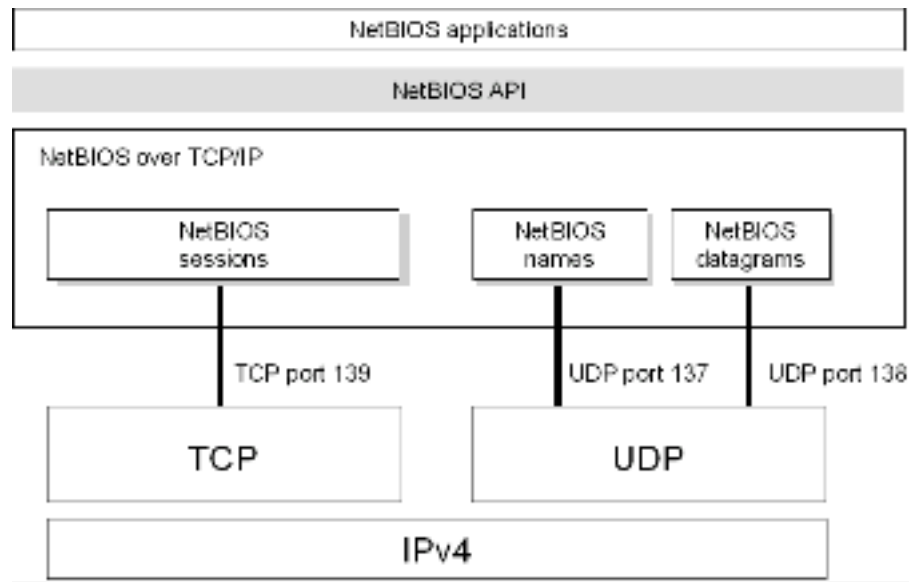 NetBIOS applications
NetBIOS API
NetBIOS over TCP/IP
NetBIOS
sessions
NetBIOS
names
NetBIOS
datagrams
TCP port 139
UDP port 137
UDP port 138
TCP
UDP
IPv4